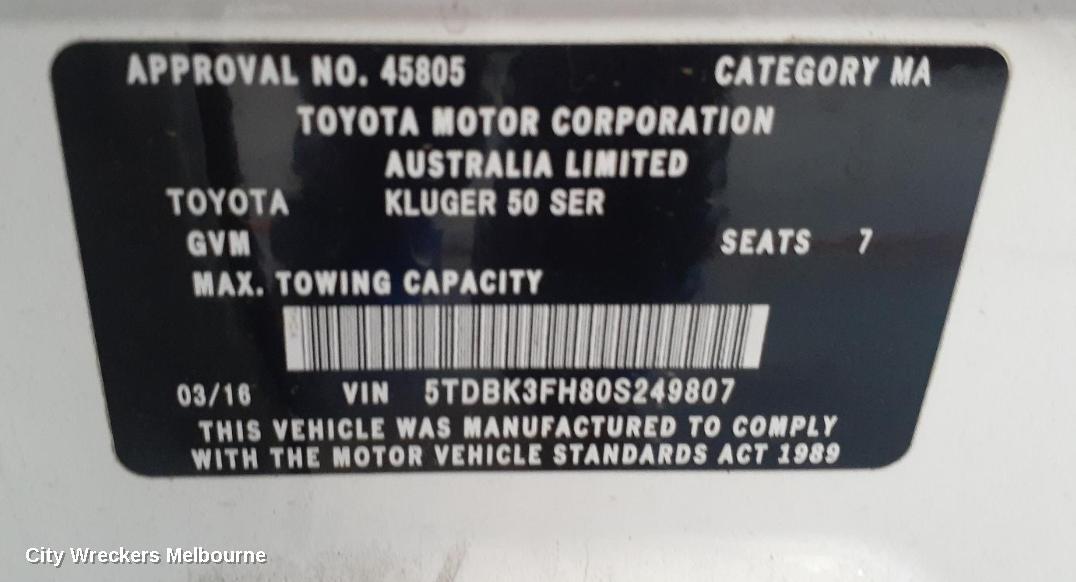 APPROVAL NO. 45805 CATEGORY MA
TOYOTA MOTOR CORPORATION
AUSTRALIA LIMITED
TOYOTA KLUGER 50 SER
GVM SEATS 7
MAX. TOWING CAPACITY
03/16 VIN 5TDBK3FH80S249807
THIS VEHICLE WAS MANUFACTURED TO COMPLY
WITH THE MOTOR VEHICLE STANDARDS ACT 1989
City Wreckers Melbourne